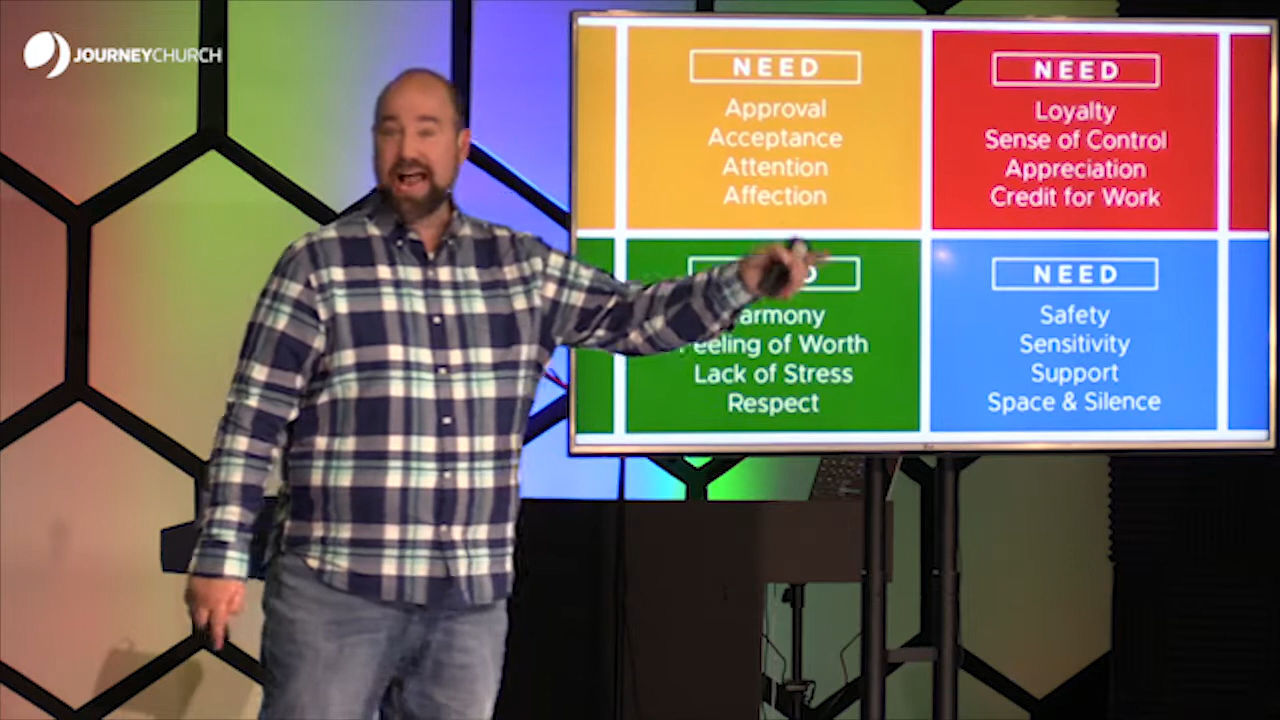 JOURNEYCHURCH
NEED
Approval
Acceptance
Attention
Affection
NEED
Loyalty
Sense of Control
Appreciation
Credit for Work
of Worth
Lack of Stress
Respect
NEED
Safety
Sensitivity
Support
Space & Silence